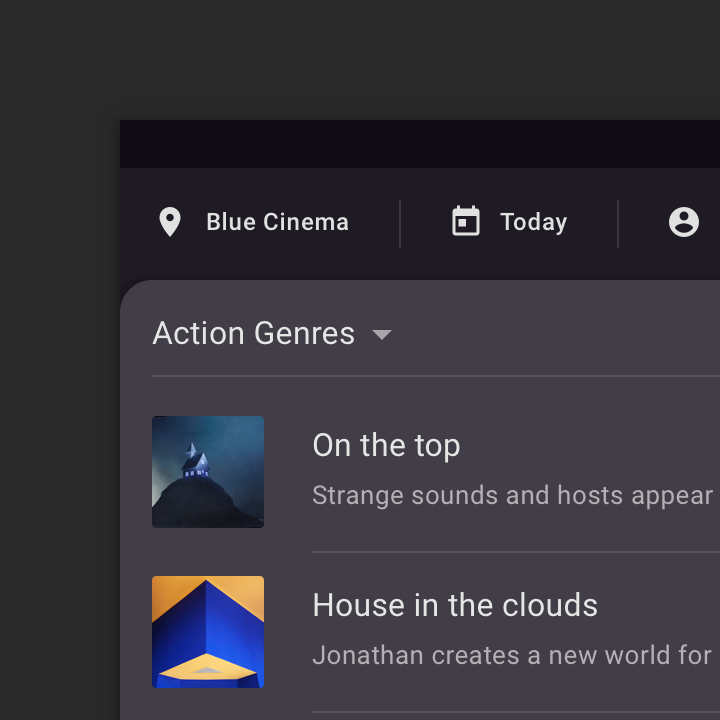 Blue Cinema
Today
Action Genres
On the top
Strange sounds and hosts appear
House in the clouds
Jonathan creates a new world for